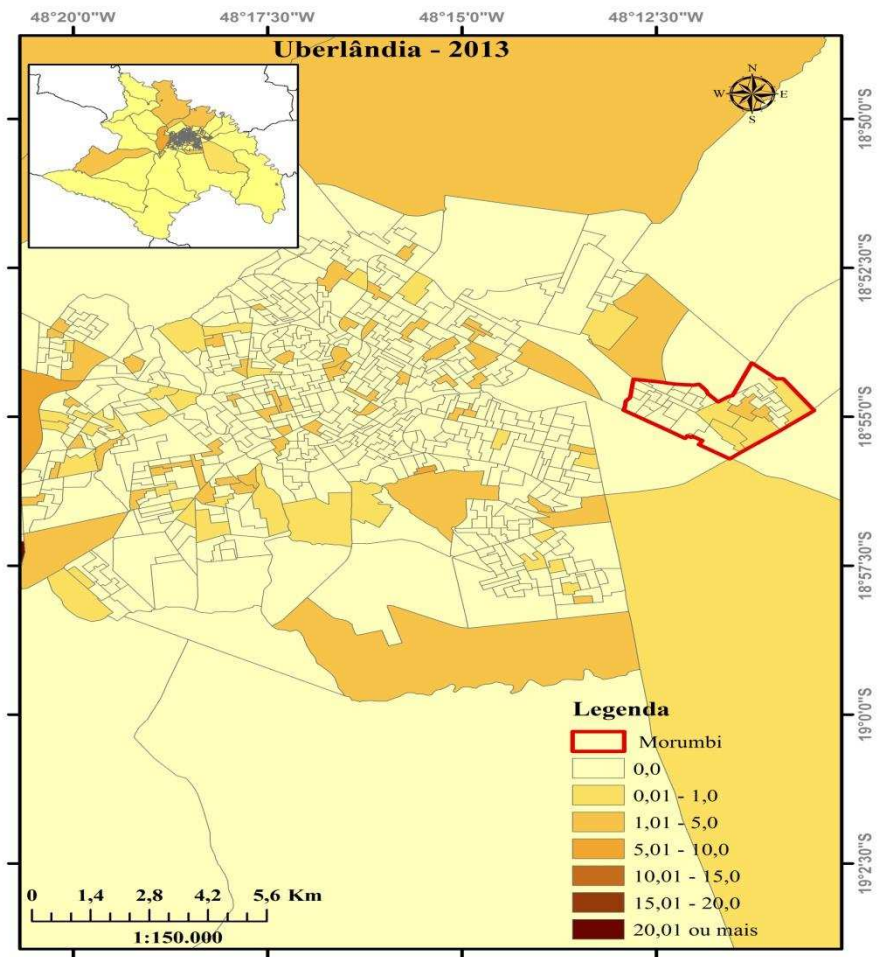 48°20'0"W 48°17'30"W 48°15'0"W 48°12'30"W
Uberlândia - 2013
N
W E
S
18°50'0"S
18°52'30"S
18°55'0"S
18°57'30"S
19°0'0"S
19°2'30"S
Legenda
Morumbi
0,0
0,01 - 1,0
1,01 - 5,0
5,01 - 10,0
10,01 - 15,0
15,01 - 20,0
20,01 ou mais
0 1,4 2,8 4,2 5,6 Km
1:150.000